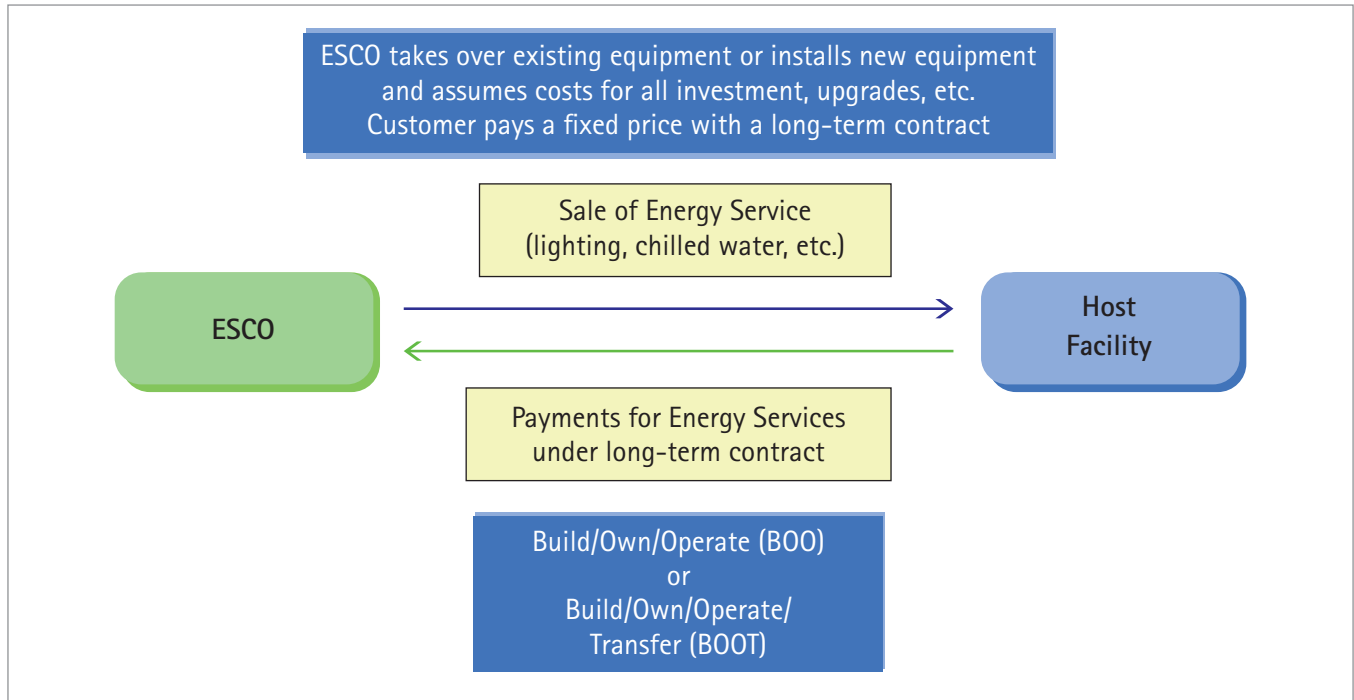 ESCO takes over existing equipment or installs new equipment
and assumes costs for all investment, upgrades, etc.
Customer pays a fixed price with a long-term contract
Sale of Energy Service
(lighting, chilled water, etc.)
ESCO
Host
Facility
Payments for Energy Services
under long-term contract
Build/Own/Operate (BOO)
or
Build/Own/Operate/
Transfer (BOOT)